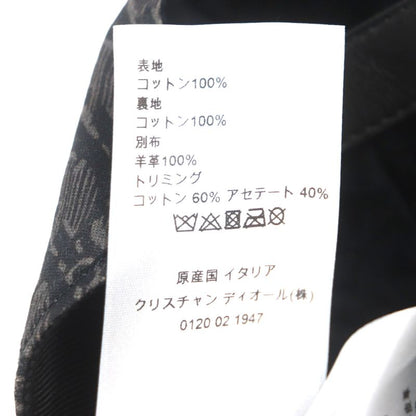 表地
コットン100%
裏地
コットン100%
別布
羊革100%
トリミング
コットン 60% アセテート 40%
原産国 イタリア
クリスチャン ディオール(株)
0120 02 1947